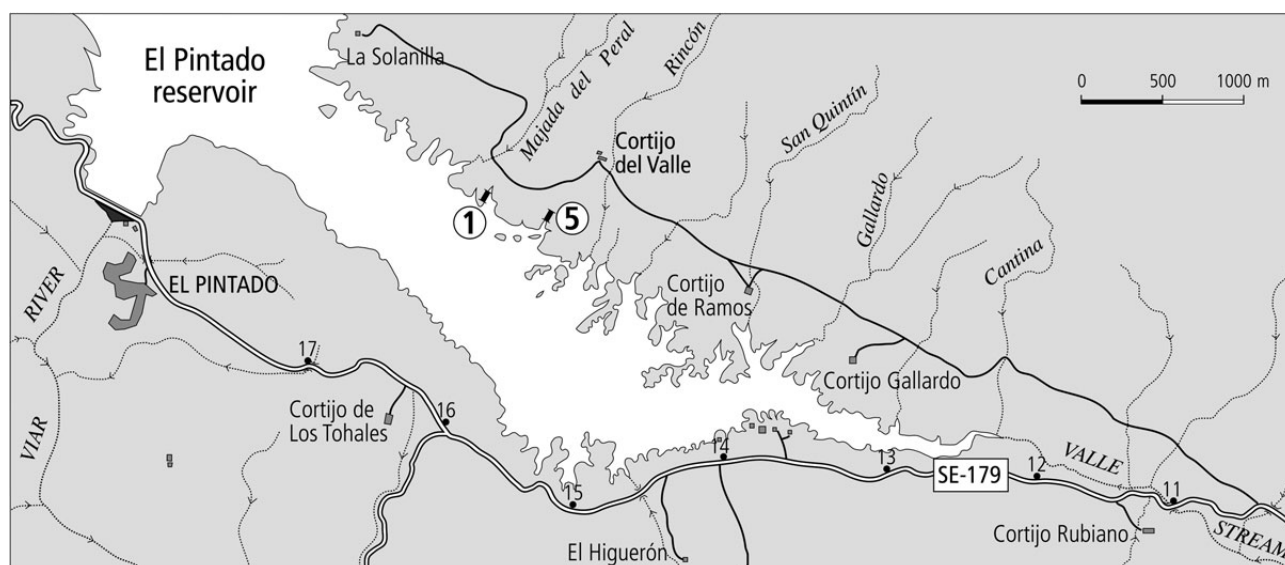 El Pintado
reservoir
La Solanilla
Majada del Peral
Rincón
San Quintín
Gallardo
Cantina
0 500 1000 m
Cortijo
del Valle
1
5
RIVER
VIAR
EL PINTADO
Cortijo
de Ramos
Cortijo Gallardo
17
Cortijo de
Los Tohales
16
15
14
13
SE-179
12
VALLE
STREAM
11
El Higuerón
Cortijo Rubiano